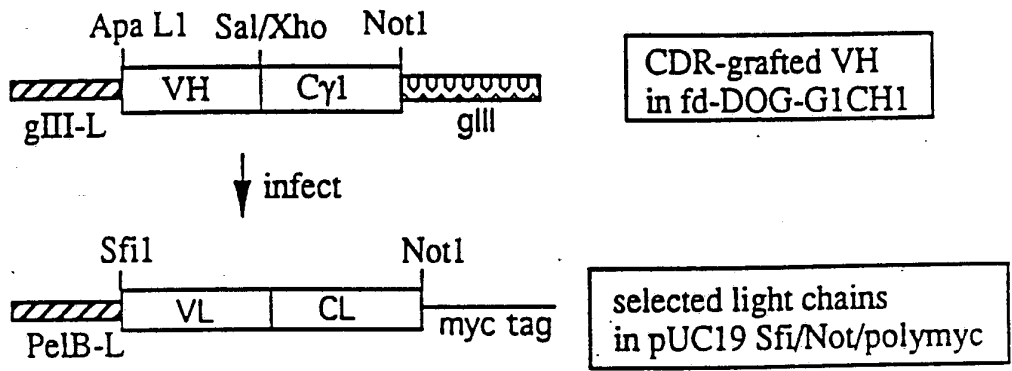 Apa L1 Sal/Xho Not1
VH Cγ1
gIII-L gIII
CDR-grafted VH
in fd-DOG-G1CH1
infect
Sfi1 Not1
VL CL
PelB-L myc tag
selected light chains
in pUC19 Sfi/Not/polymyc